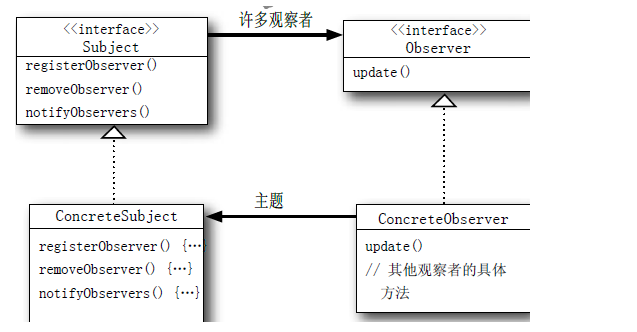 <<interface>>
Subject
registerObserver()
removeObserver()
notifyObservers()
许多观察者
<<interface>>
Observer
update()
主题
ConcreteSubject
registerObserver() {…}
removeObserver() {…}
notifyObservers() {…}
ConcreteObserver
update()
// 其他观察者的具体
方法